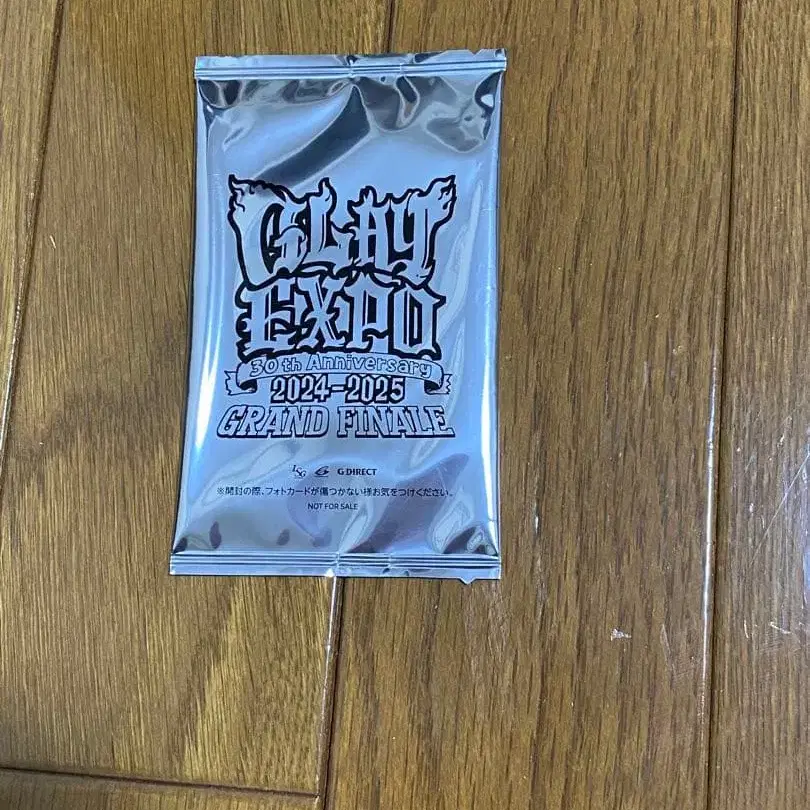 GLAY
EXPO
30th Anniversary
2024-2025
GRAND FINALE
LSG G G-DIRECT
※開封の際、フォトカードが傷つかない様お気をつけください。
NOT FOR SALE